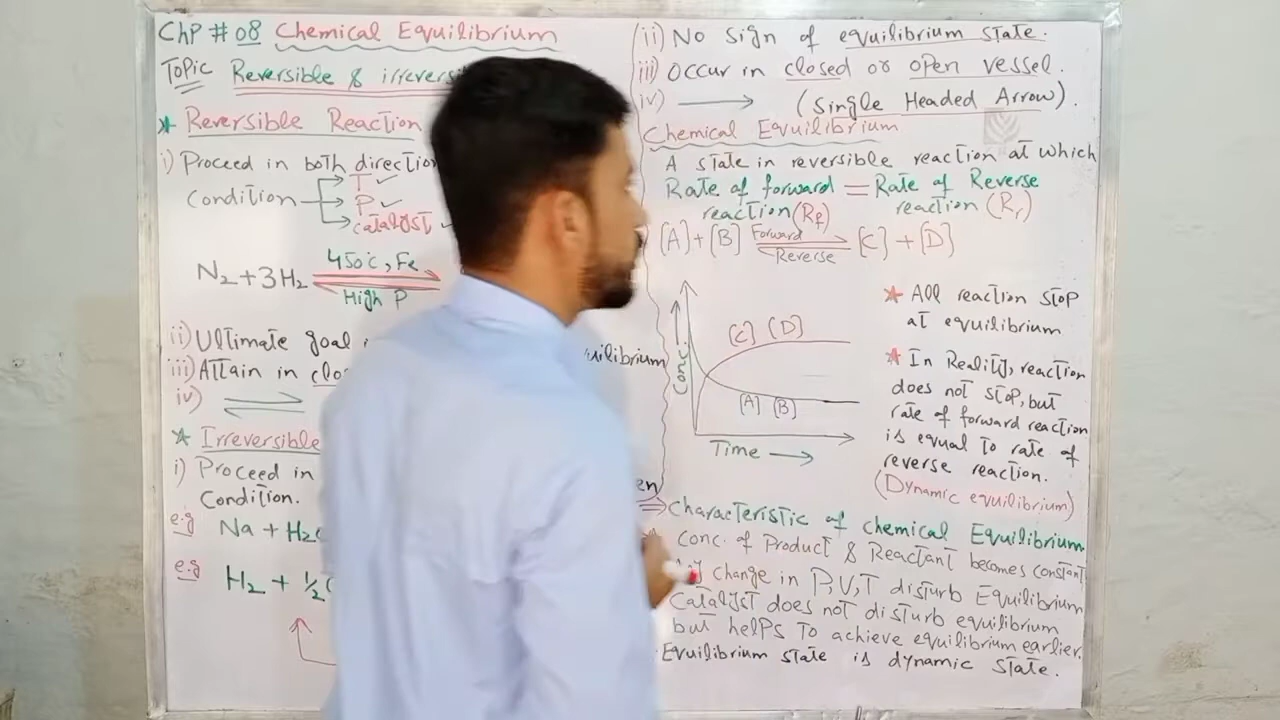 ChP # 08 Chemical Equilibrium
Topic Reversible & irreversi
* Reversible Reaction
i) Proceed in both direction
Condition
T ✓
P ✓
catalyst ✓
N₂ + 3H₂ 450°c, Fe
High P
ii) Ultimate goal
uilibrium
iii) Attain in clo
iv) ⇌
* Irreversible
i) Proceed in
en
Condition.
e.g Na + H₂
e.g H₂ + ½
ii) No sign of equilibrium state.
iii) Occur in closed or open vessel.
iv) → (Single Headed Arrow).
Chemical Equilibrium
A state in reversible reaction at which
Rate of forward = Rate of Reverse
reaction (Rf) reaction (Rr)
[A] + [B] Forward ⇌ Reverse [C] + [D]
Conc
[C] [D]
[A] [B]
Time →
* All reaction stop
at equilibrium
* In Reality, reaction
does not stop, but
rate of forward reaction
is equal to rate of
reverse reaction.
(Dynamic equilibrium)
⇒ Characteristic of chemical Equilibrium
Conc. of Product & Reactant becomes constant
change in P,V,T disturb Equilibrium
Catalyst does not disturb equilibrium
but helps to achieve equilibrium earlier.
Equilibrium state is dynamic state.